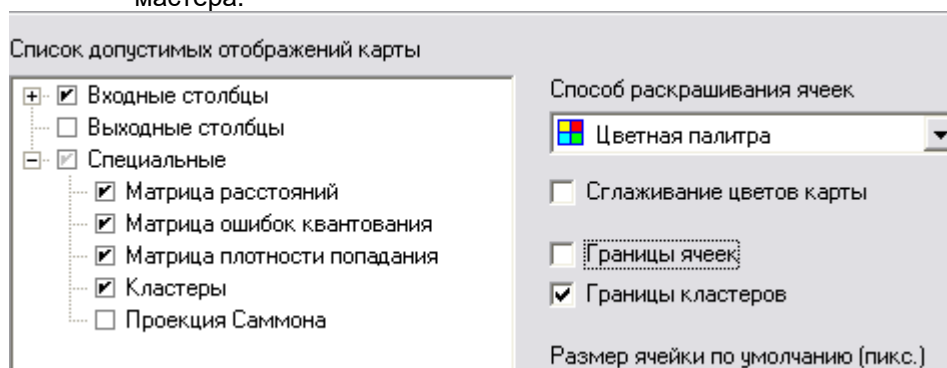 мастера.
Список допустимых отображений карты
Входные столбцы
Выходные столбцы
Специальные
Матрица расстояний
Матрица ошибок квантования
Матрица плотности попадания
Кластеры
Проекция Саммона
Способ раскрашивания ячеек
Цветная палитра
Сглаживание цветов карты
Границы ячеек
Границы кластеров
Размер ячейки по умолчанию (пикс.)